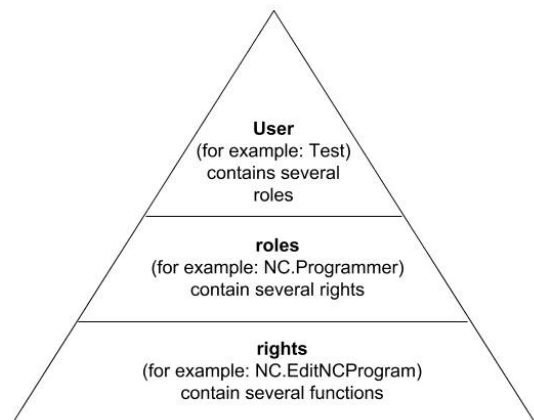 User
(for example: Test)
contains several
roles
roles
(for example: NC.Programmer)
contain several rights
rights
(for example: NC.EditNCProgram)
contain several functions